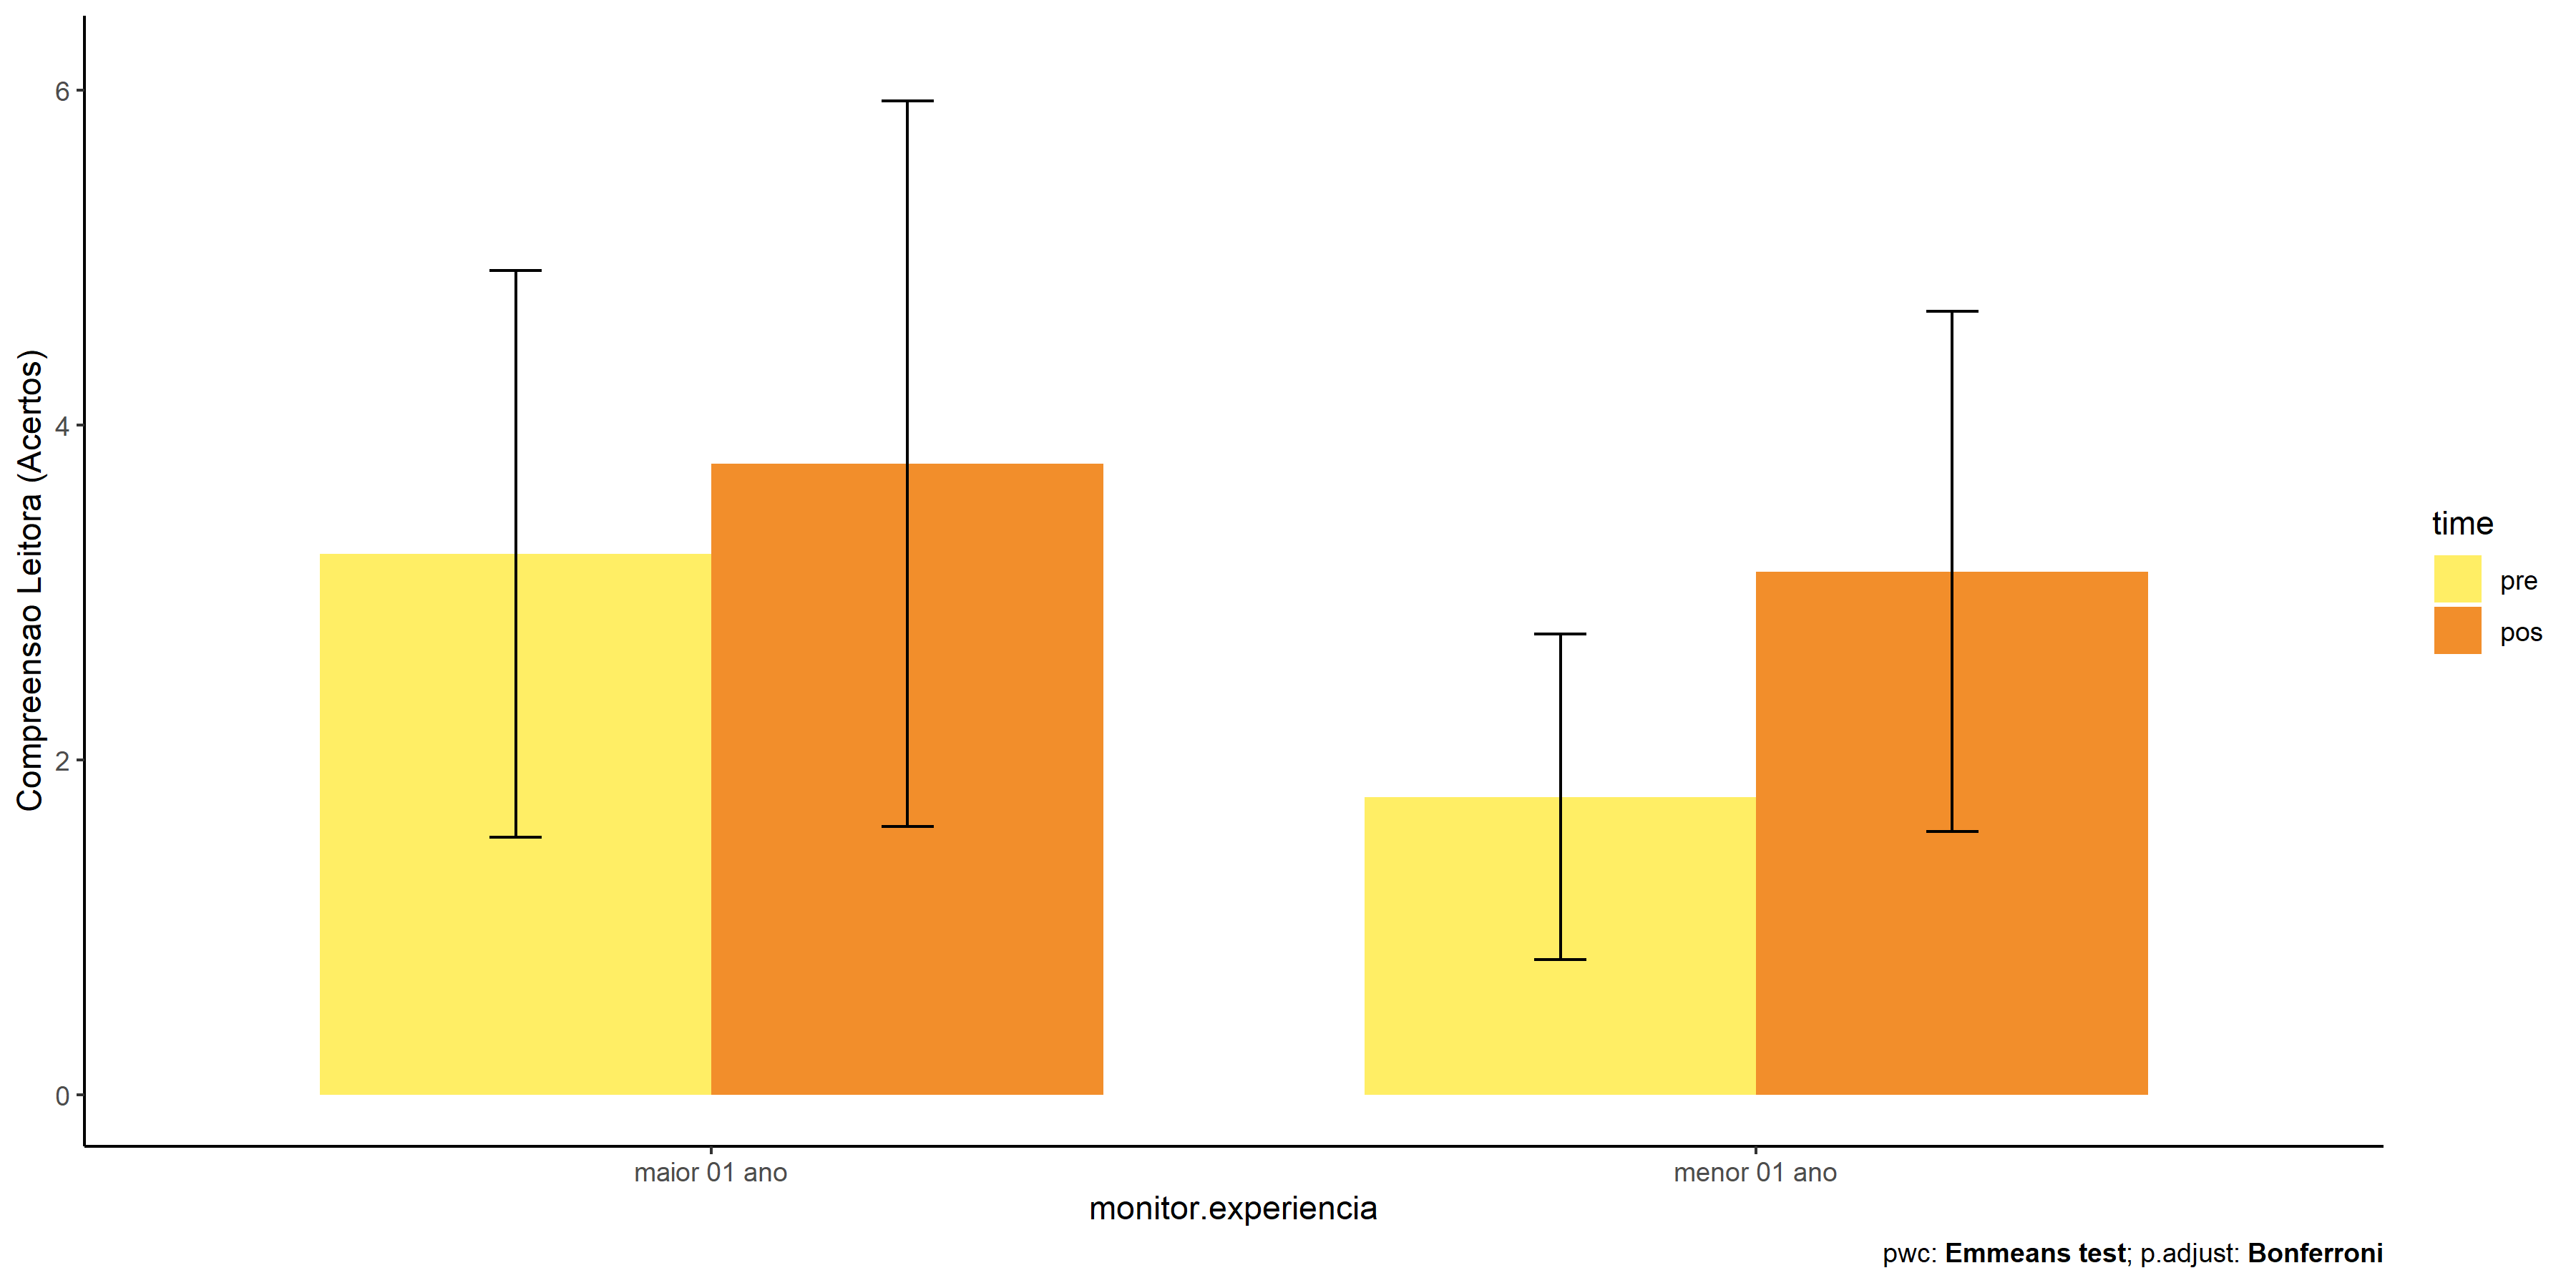 6
4
2
0
Compreensao Leitora (Acertos)
maior 01 ano
menor 01 ano
monitor.experiencia
time
pre
pos
pwc: Emmeans test; p.adjust: Bonferroni